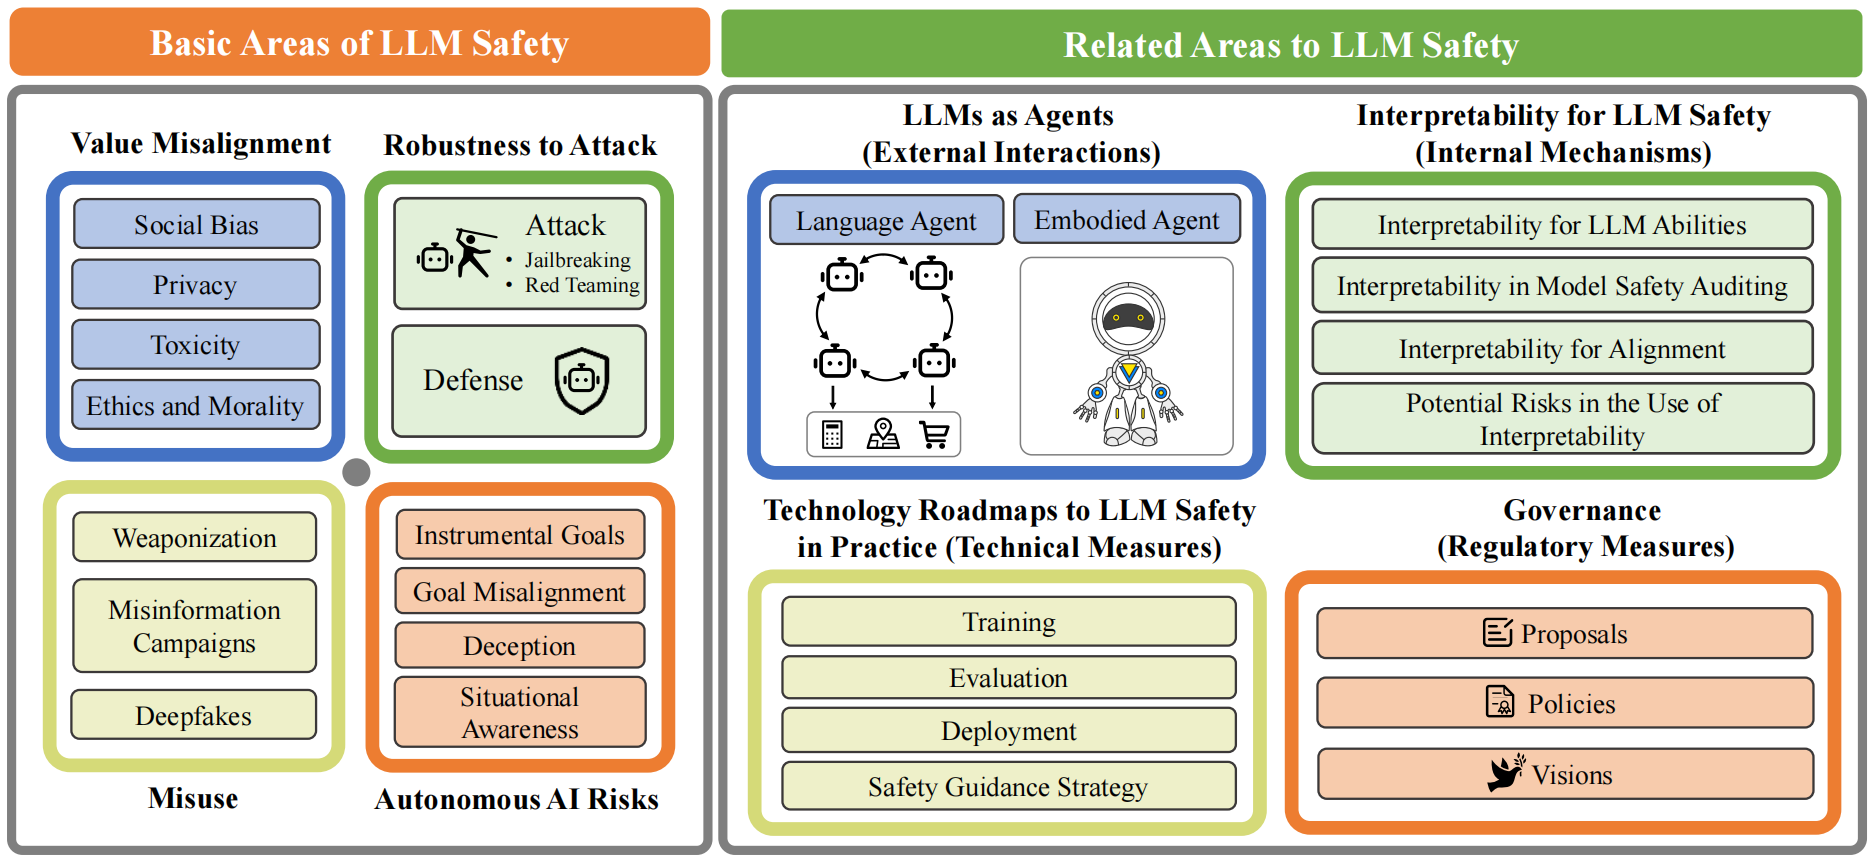 Basic Areas of LLM Safety
Value Misalignment
Social Bias
Privacy
Toxicity
Ethics and Morality
Robustness to Attack
Attack
• Jailbreaking
• Red Teaming
Defense
Weaponization
Misinformation
Campaigns
Deepfakes
Misuse
Instrumental Goals
Goal Misalignment
Deception
Situational
Awareness
Autonomous AI Risks
Related Areas to LLM Safety
LLMs as Agents
(External Interactions)
Language Agent
Embodied Agent
Interpretability for LLM Safety
(Internal Mechanisms)
Interpretability for LLM Abilities
Interpretability in Model Safety Auditing
Interpretability for Alignment
Potential Risks in the Use of
Interpretability
Technology Roadmaps to LLM Safety
in Practice (Technical Measures)
Training
Evaluation
Deployment
Safety Guidance Strategy
Governance
(Regulatory Measures)
Proposals
Policies
Visions